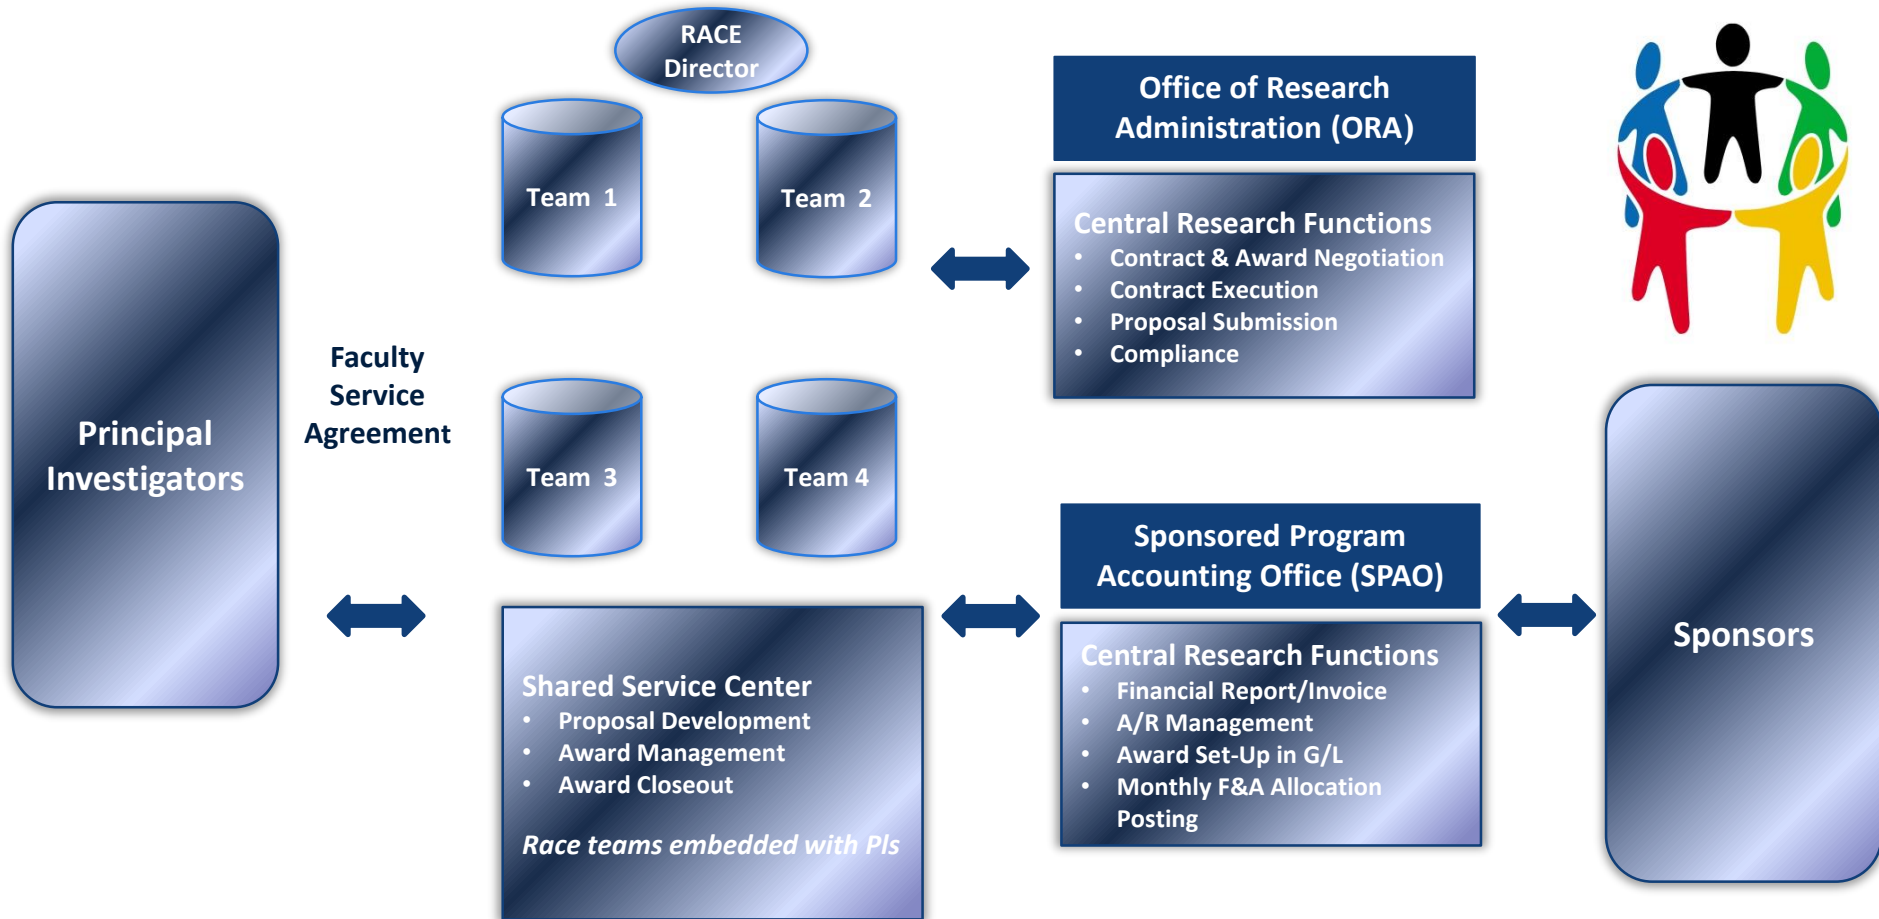 RACE
Director
Team 1
Team 2
Team 3
Team 4
Principal
Investigators
Faculty
Service
Agreement
Shared Service Center
• Proposal Development
• Award Management
• Award Closeout
Race teams embedded with PIs
Office of Research
Administration (ORA)
Central Research Functions
• Contract & Award Negotiation
• Contract Execution
• Proposal Submission
• Compliance
Sponsored Program
Accounting Office (SPAO)
Central Research Functions
• Financial Report/Invoice
• A/R Management
• Award Set-Up in G/L
• Monthly F&A Allocation
Posting
Sponsors